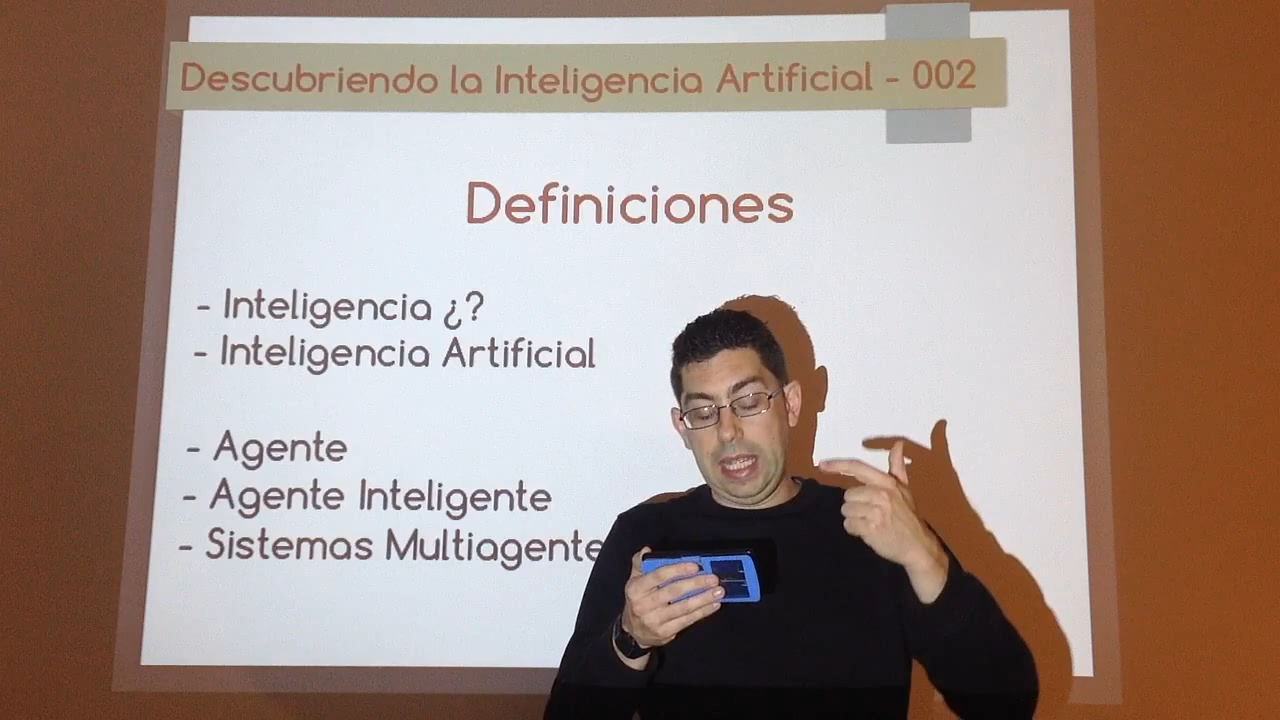 Descubriendo la Inteligencia Artificial - 002
Definiciones
- Inteligencia ¿?
- Inteligencia Artificial
- Agente
- Agente Inteligente
- Sistemas Multiagente